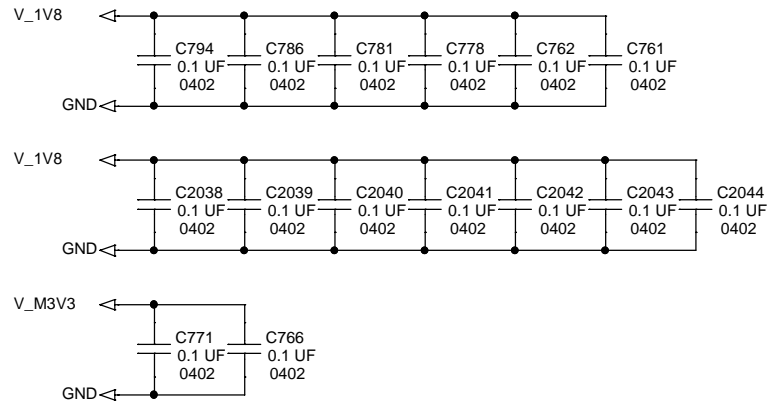 V_1V8
C794 C786 C781 C778 C762 C761
0.1 UF 0.1 UF 0.1 UF 0.1 UF 0.1 UF 0.1 UF
0402 0402 0402 0402 0402 0402
GND
V_1V8
C2038 C2039 C2040 C2041 C2042 C2043 C2044
0.1 UF 0.1 UF 0.1 UF 0.1 UF 0.1 UF 0.1 UF 0.1 UF
0402 0402 0402 0402 0402 0402 0402
GND
V_M3V3
C771 C766
0.1 UF 0.1 UF
0402 0402
GND